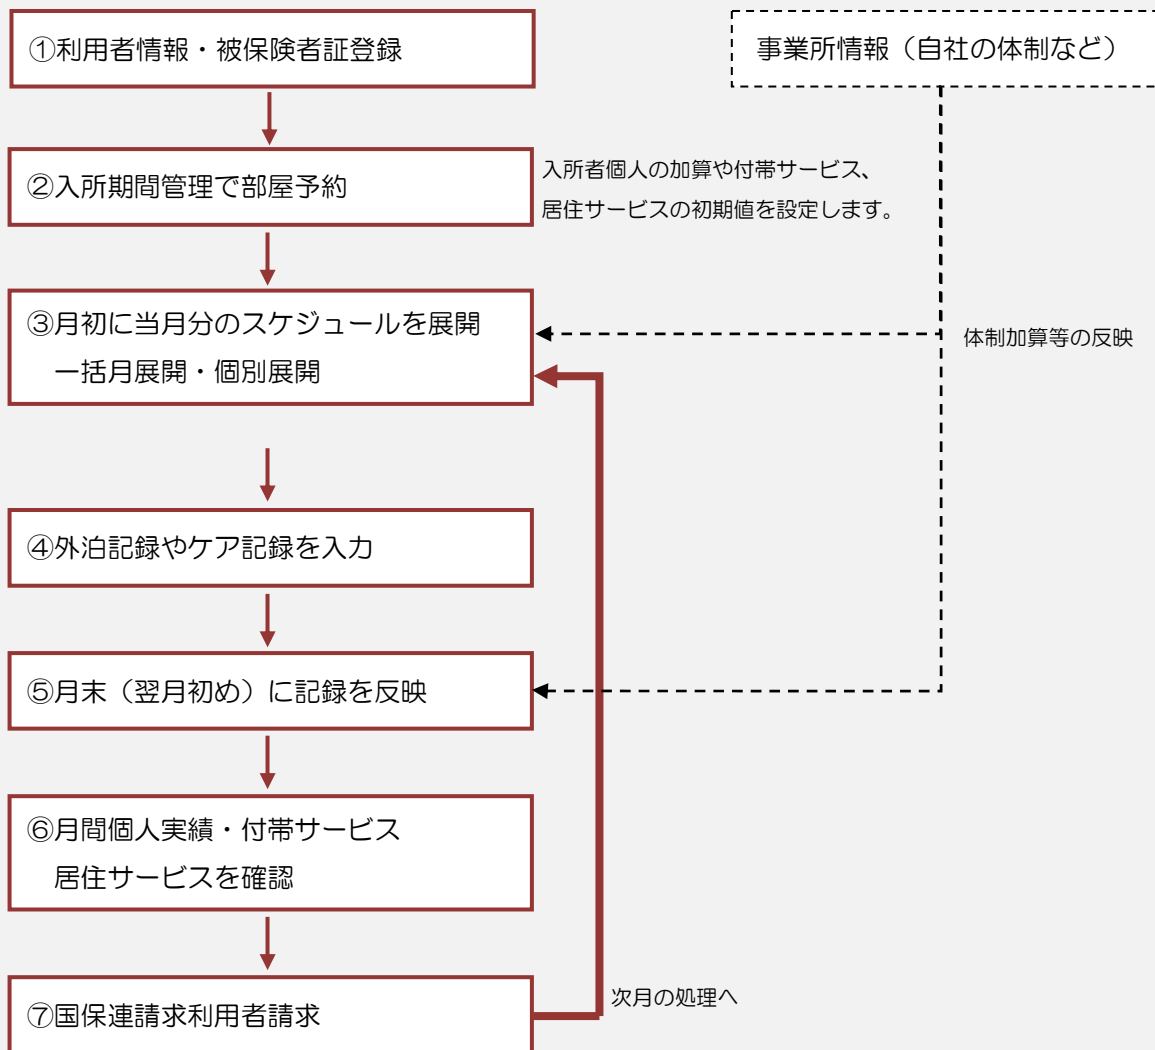 ①利用者情報・被保険者証登録
事業所情報（自社の体制など）
②入所期間管理で部屋予約
入所者個人の加算や付帯サービス、
居住サービスの初期値を設定します。
③月初に当月分のスケジュールを展開
一括月展開・個別展開
体制加算等の反映
④外泊記録やケア記録を入力
⑤月末（翌月初め）に記録を反映
⑥月間個人実績・付帯サービス
居住サービスを確認
⑦国保連請求利用者請求
次月の処理へ